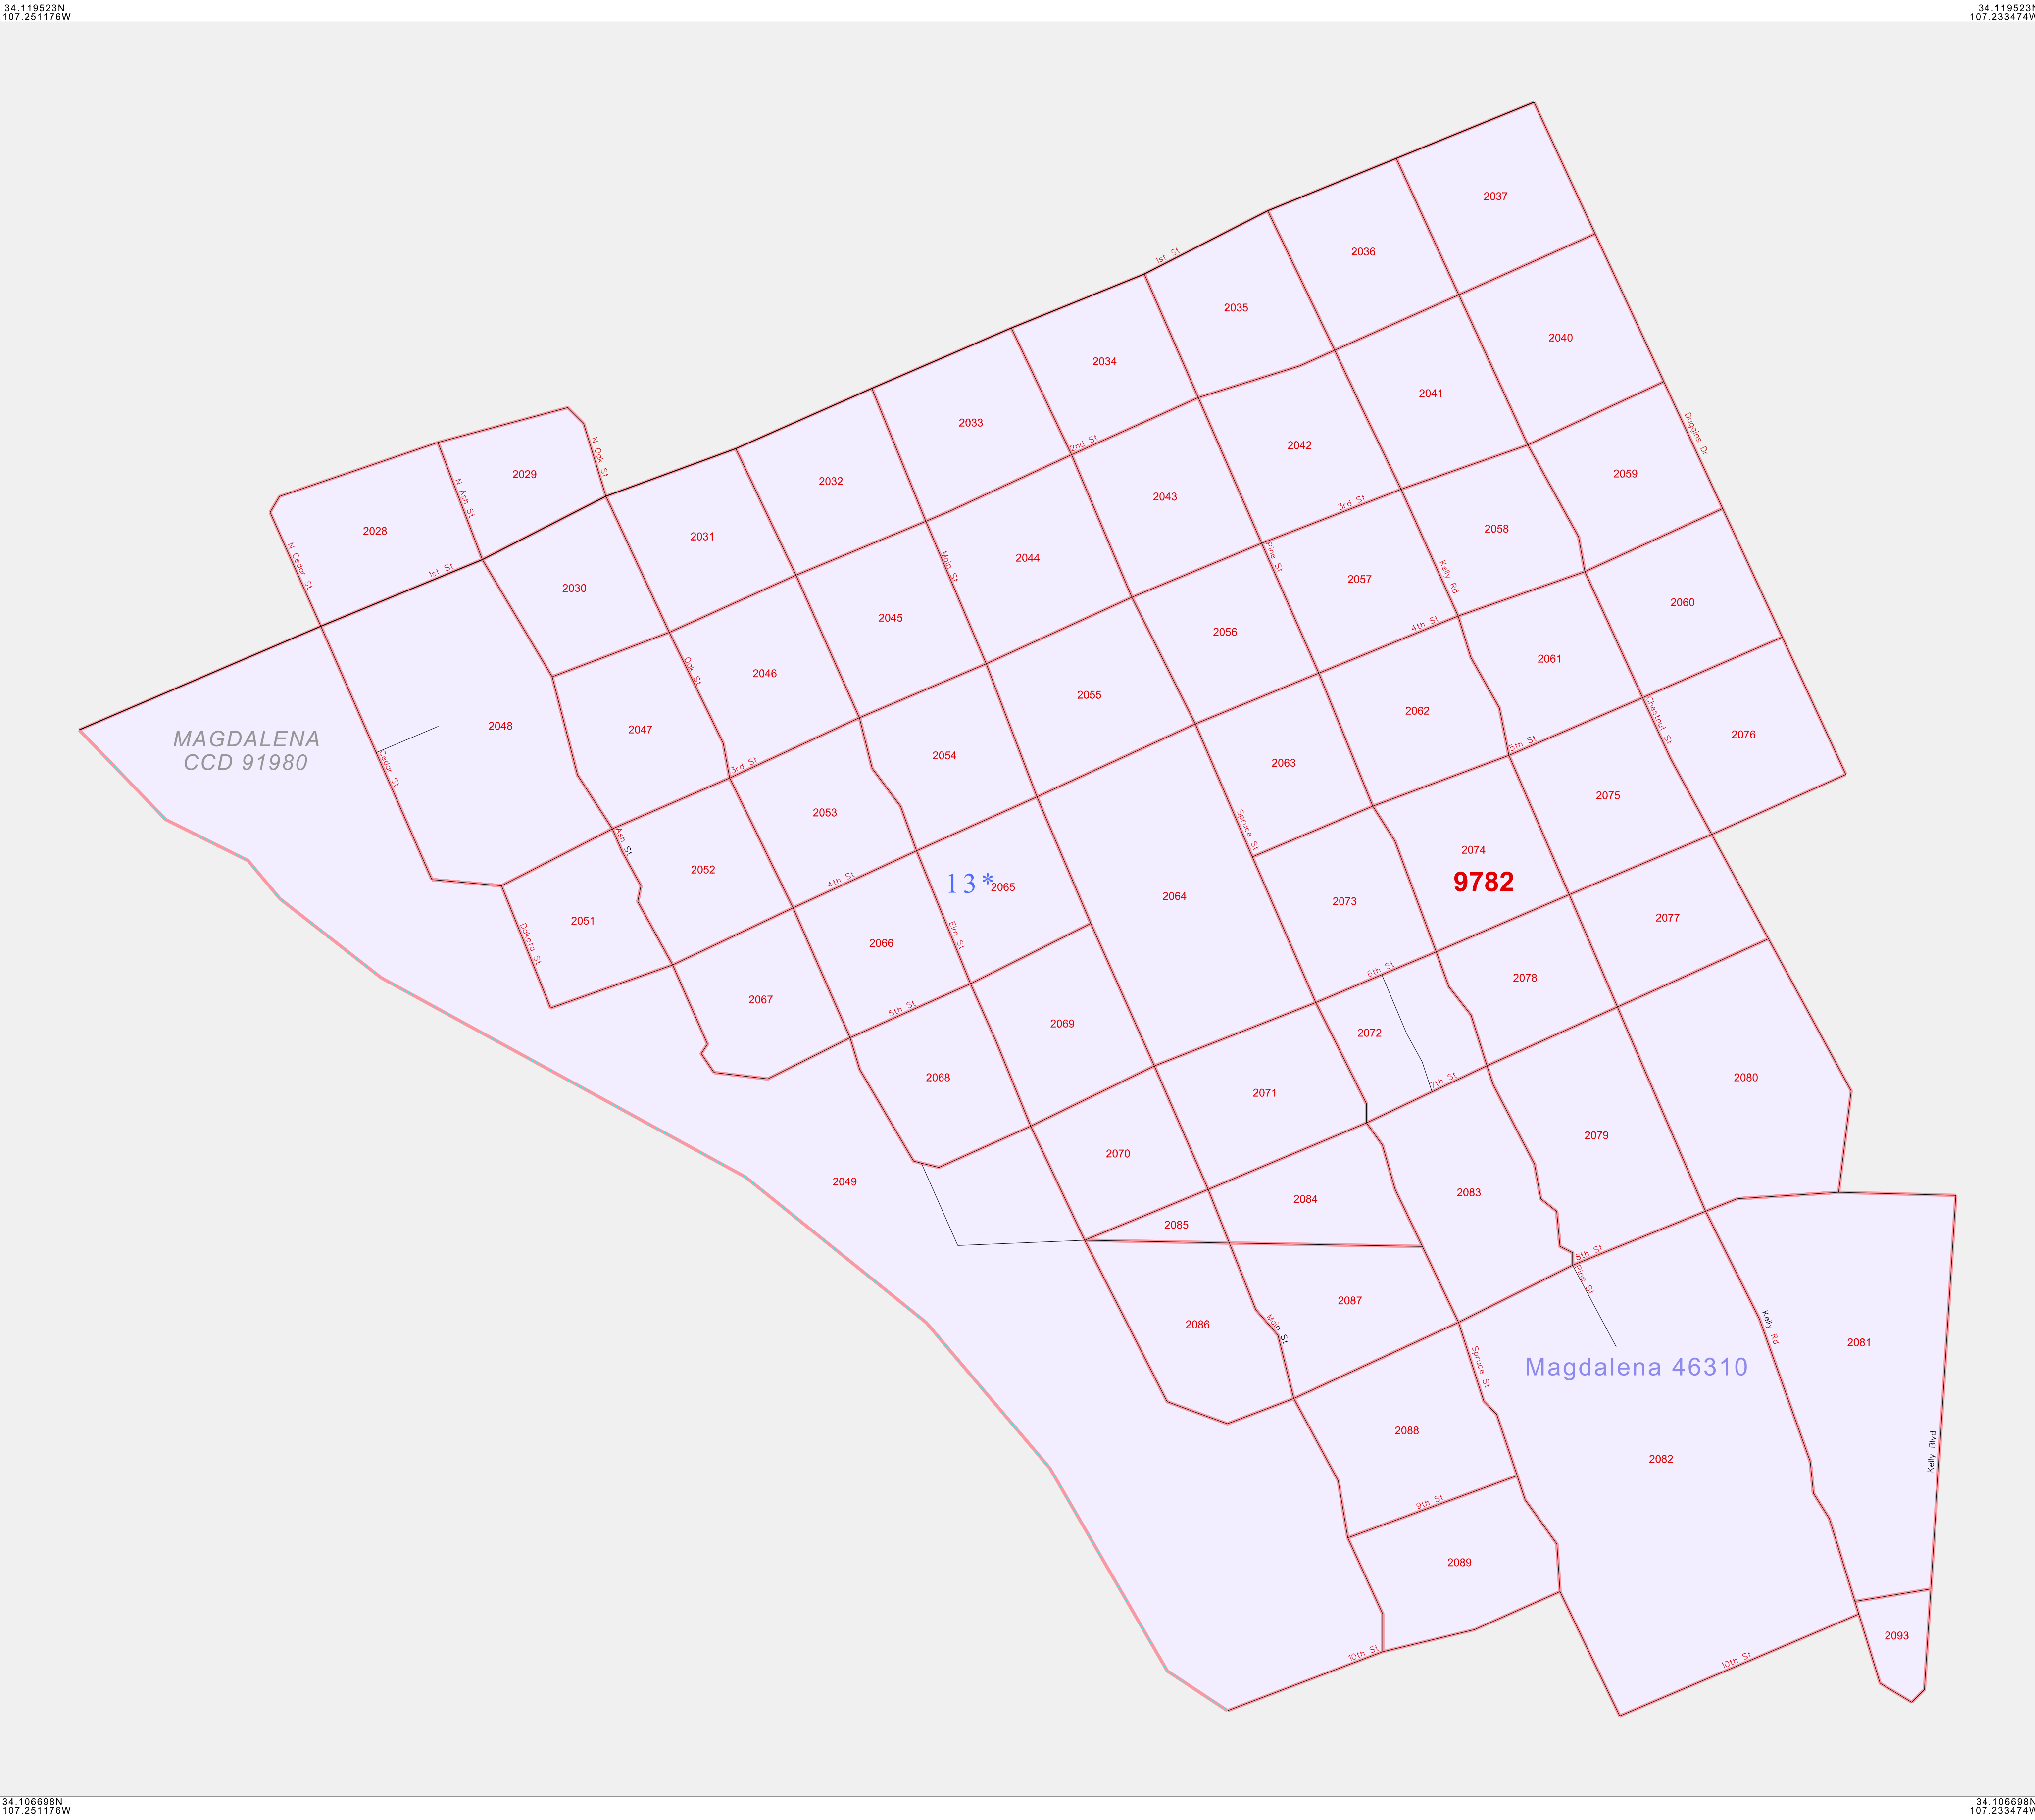 34.119523N
107.251176W
34.119523N
107.233474W
2037
2036
1st St
2035
2040
2034
2041
Duggins Dr
2033
2nd St
2042
2059
N Oak St
2029
2032
2043
3rd St
N Ash St
2028
2031
2044
2058
N Cedar St
1st St
2030
Main St
Pine St
2057
Kelly Rd
2060
2045
2056
4th St
2061
Oak St
2046
2055
2062
Chestnut St
2048
2047
MAGDALENA
CCD 91980
2054
2063
5th St
2076
Cedar St
3rd St
2075
2053
Spruce St
Ash St
2074
2052
4th St
13*
2065
2064
2073
9782
2051
Dakota St
2066
Elm St
2077
6th St
2078
2067
5th St
2069
2072
2068
2071
7th St
2080
2079
2070
2049
2084
2083
2085
8th St
Pine St
2087
2086
Main St
Kelly Rd
2081
Spruce St
Magdalena 46310
2088
Kelly Blvd
2082
9th St
2089
2093
10th St
10th St
34.106698N
107.251176W
34.106698N
107.233474W